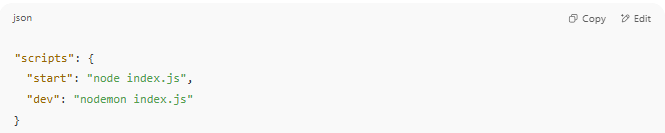 json
Copy
Edit
"scripts": {
"start": "node index.js",
"dev": "nodemon index.js"
}